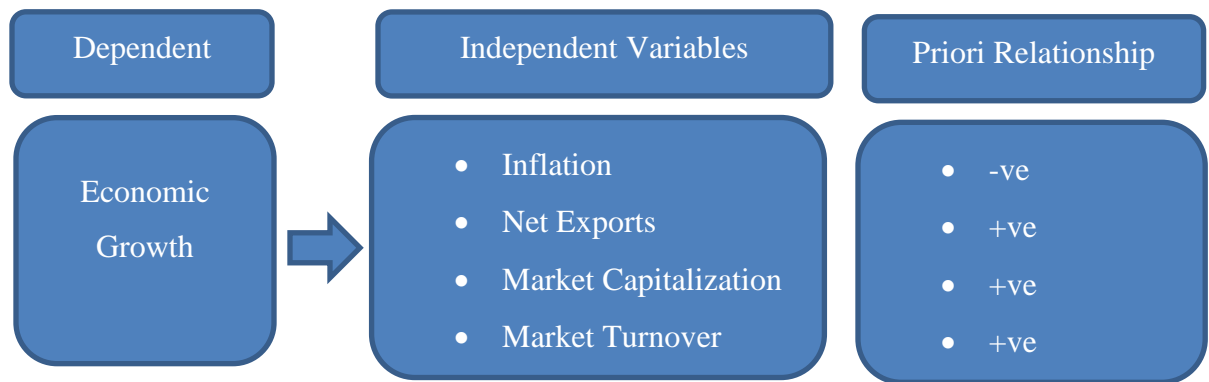 Dependent
Independent Variables
Priori Relationship
Economic
Growth
• Inflation
• Net Exports
• Market Capitalization
• Market Turnover
• -ve
• +ve
• +ve
• +ve